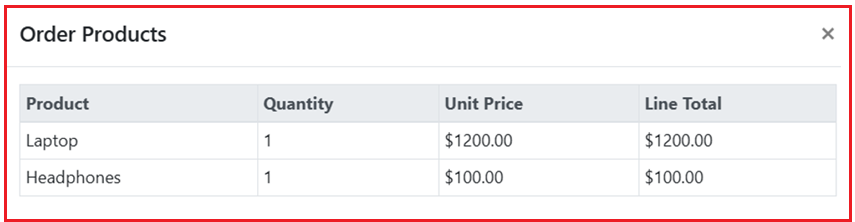 Order Products ×
Product Quantity Unit Price Line Total
Laptop 1 $1200.00 $1200.00
Headphones 1 $100.00 $100.00